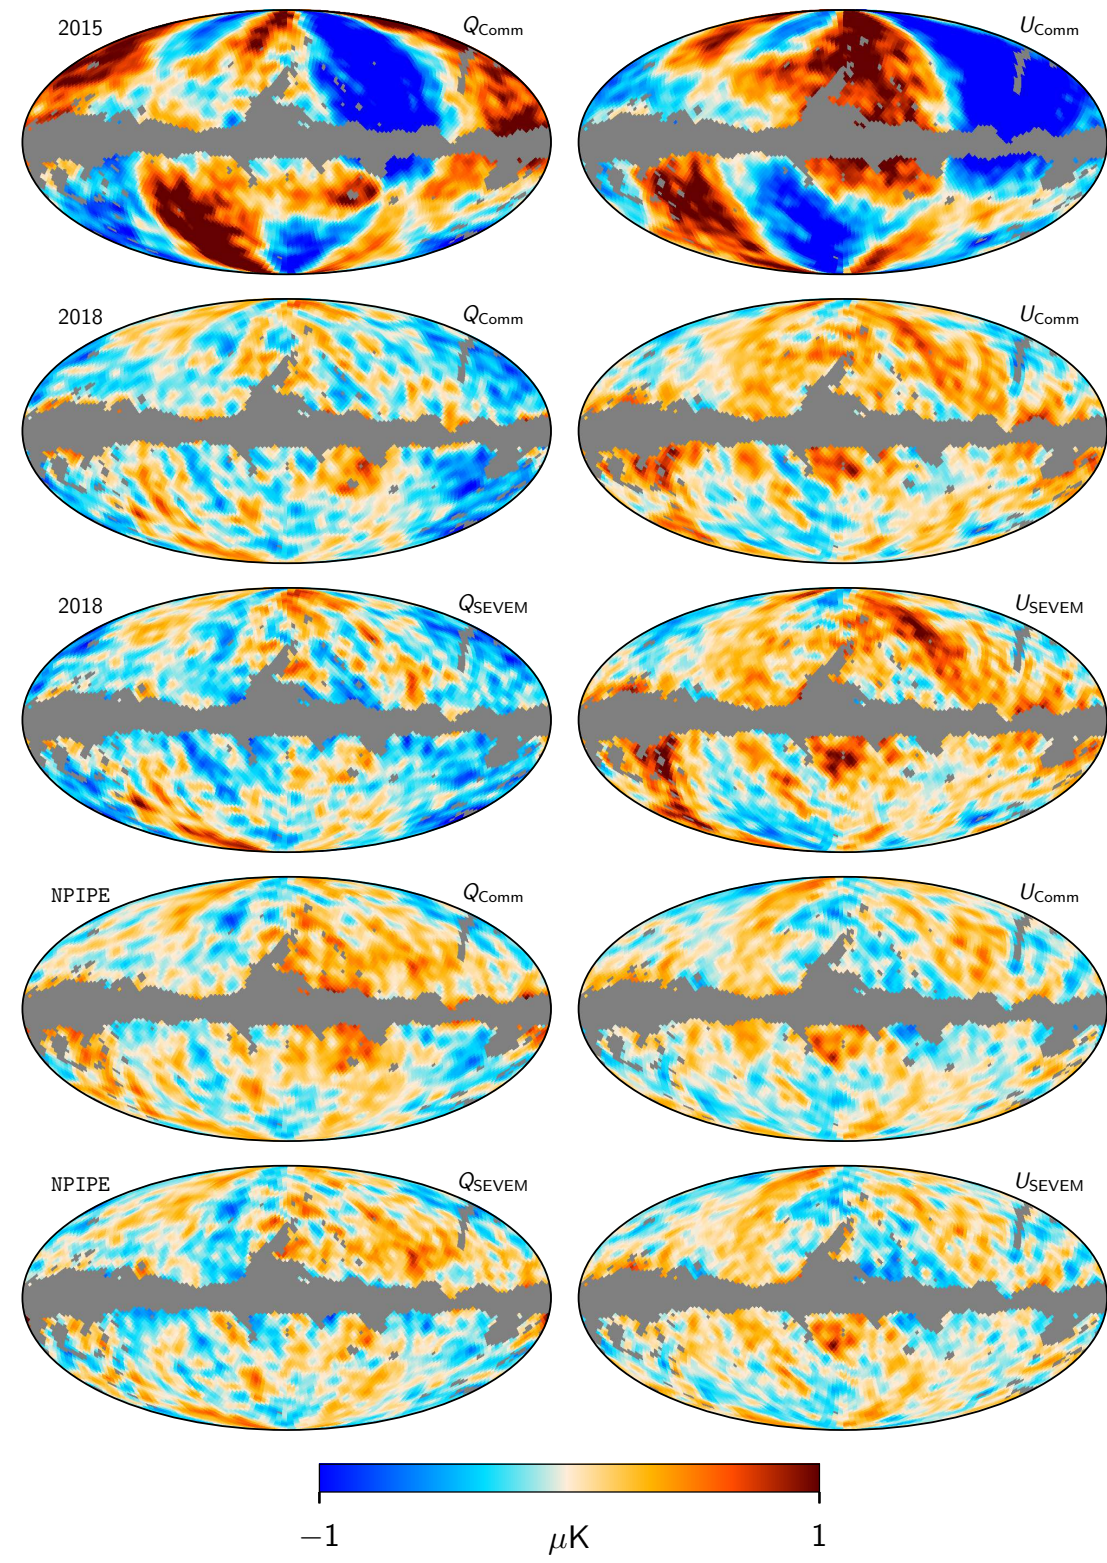 2015 Q_Comm U_Comm
2018 Q_Comm U_Comm
2018 Q_SEVEM U_SEVEM
NPIPE Q_Comm U_Comm
NPIPE Q_SEVEM U_SEVEM
−1 μK 1